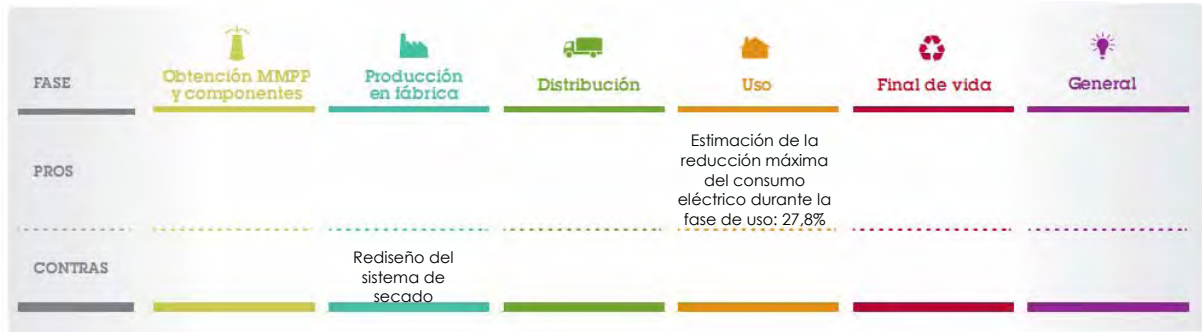 FASE
Obtención MMPP
y componentes
Producción
en fábrica
Distribución
Uso
Final de vida
General
PROS
Estimación de la
reducción máxima
del consumo
eléctrico durante la
fase de uso: 27,8%
CONTRAS
Rediseño del
sistema de
secado